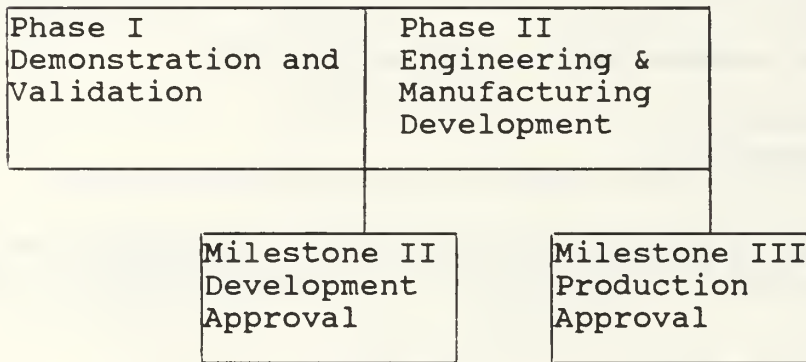 Phase I
Demonstration and
Validation
Phase II
Engineering &
Manufacturing
Development
Milestone II
Development
Approval
Milestone III
Production
Approval